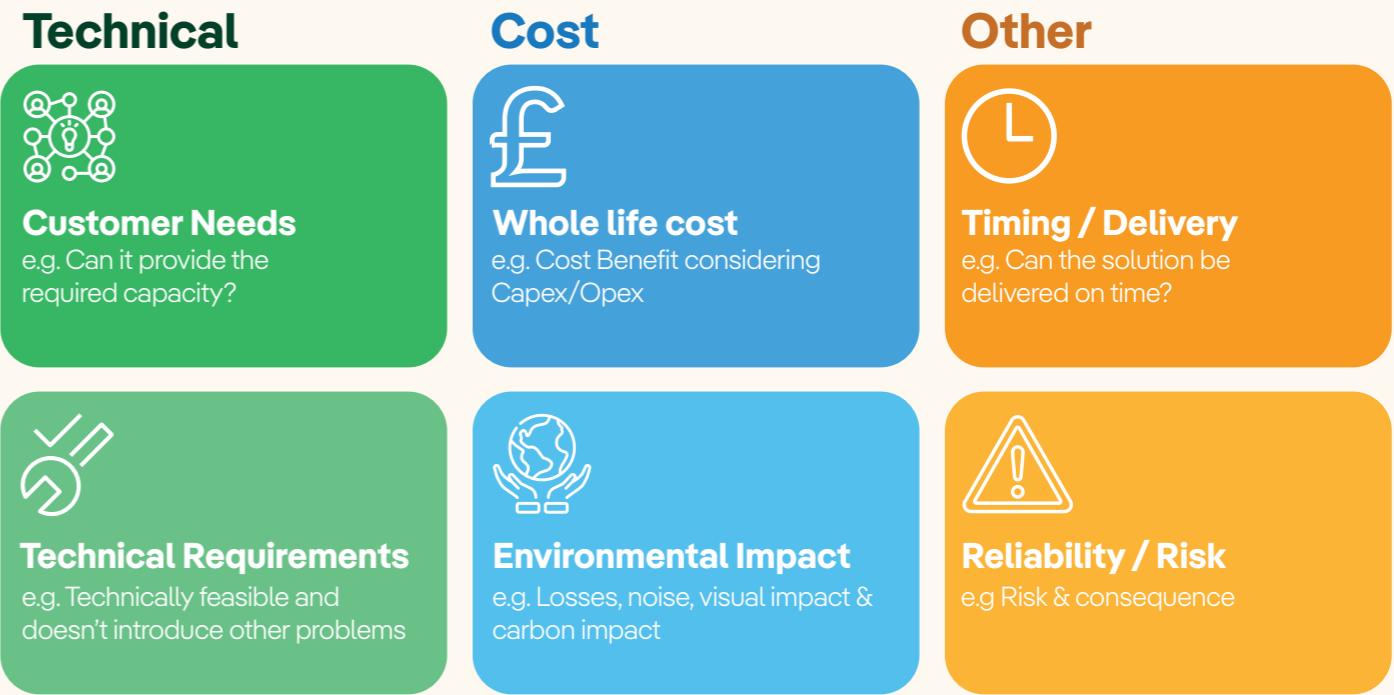 Technical
Customer Needs
e.g. Can it provide the
required capacity?
Technical Requirements
e.g. Technically feasible and
doesn’t introduce other problems
Cost
£
Whole life cost
e.g. Cost Benefit considering
Capex/Opex
Environmental Impact
e.g. Losses, noise, visual impact &
carbon impact
Other
Timing / Delivery
e.g. Can the solution be
delivered on time?
!
Reliability / Risk
e.g Risk & consequence